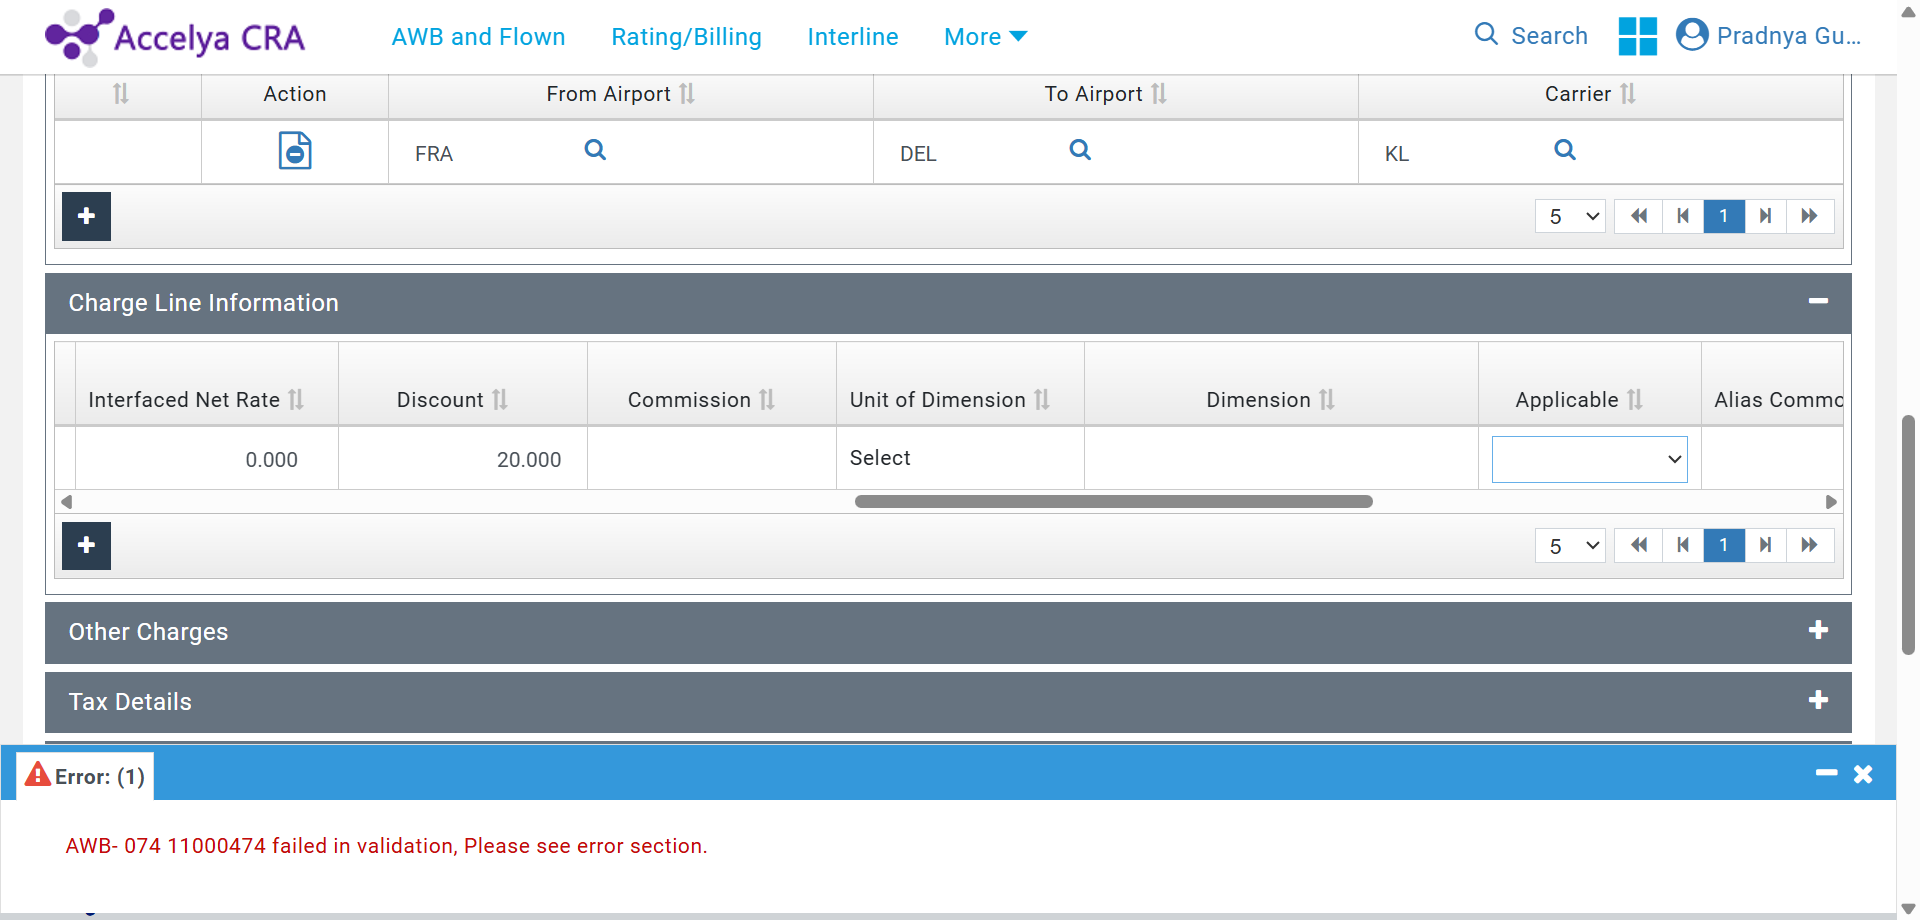 Accelya CRA
AWB and Flown Rating/Billing Interline More Search Pradnya Gu...
Action From Airport To Airport Carrier
FRA DEL KL
5 1
Charge Line Information
Interfaced Net Rate Discount Commission Unit of Dimension Dimension Applicable Alias Commo
0.000 20.000 Select
5 1
Other Charges
Tax Details
Error: (1)
AWB- 074 11000474 failed in validation, Please see error section.